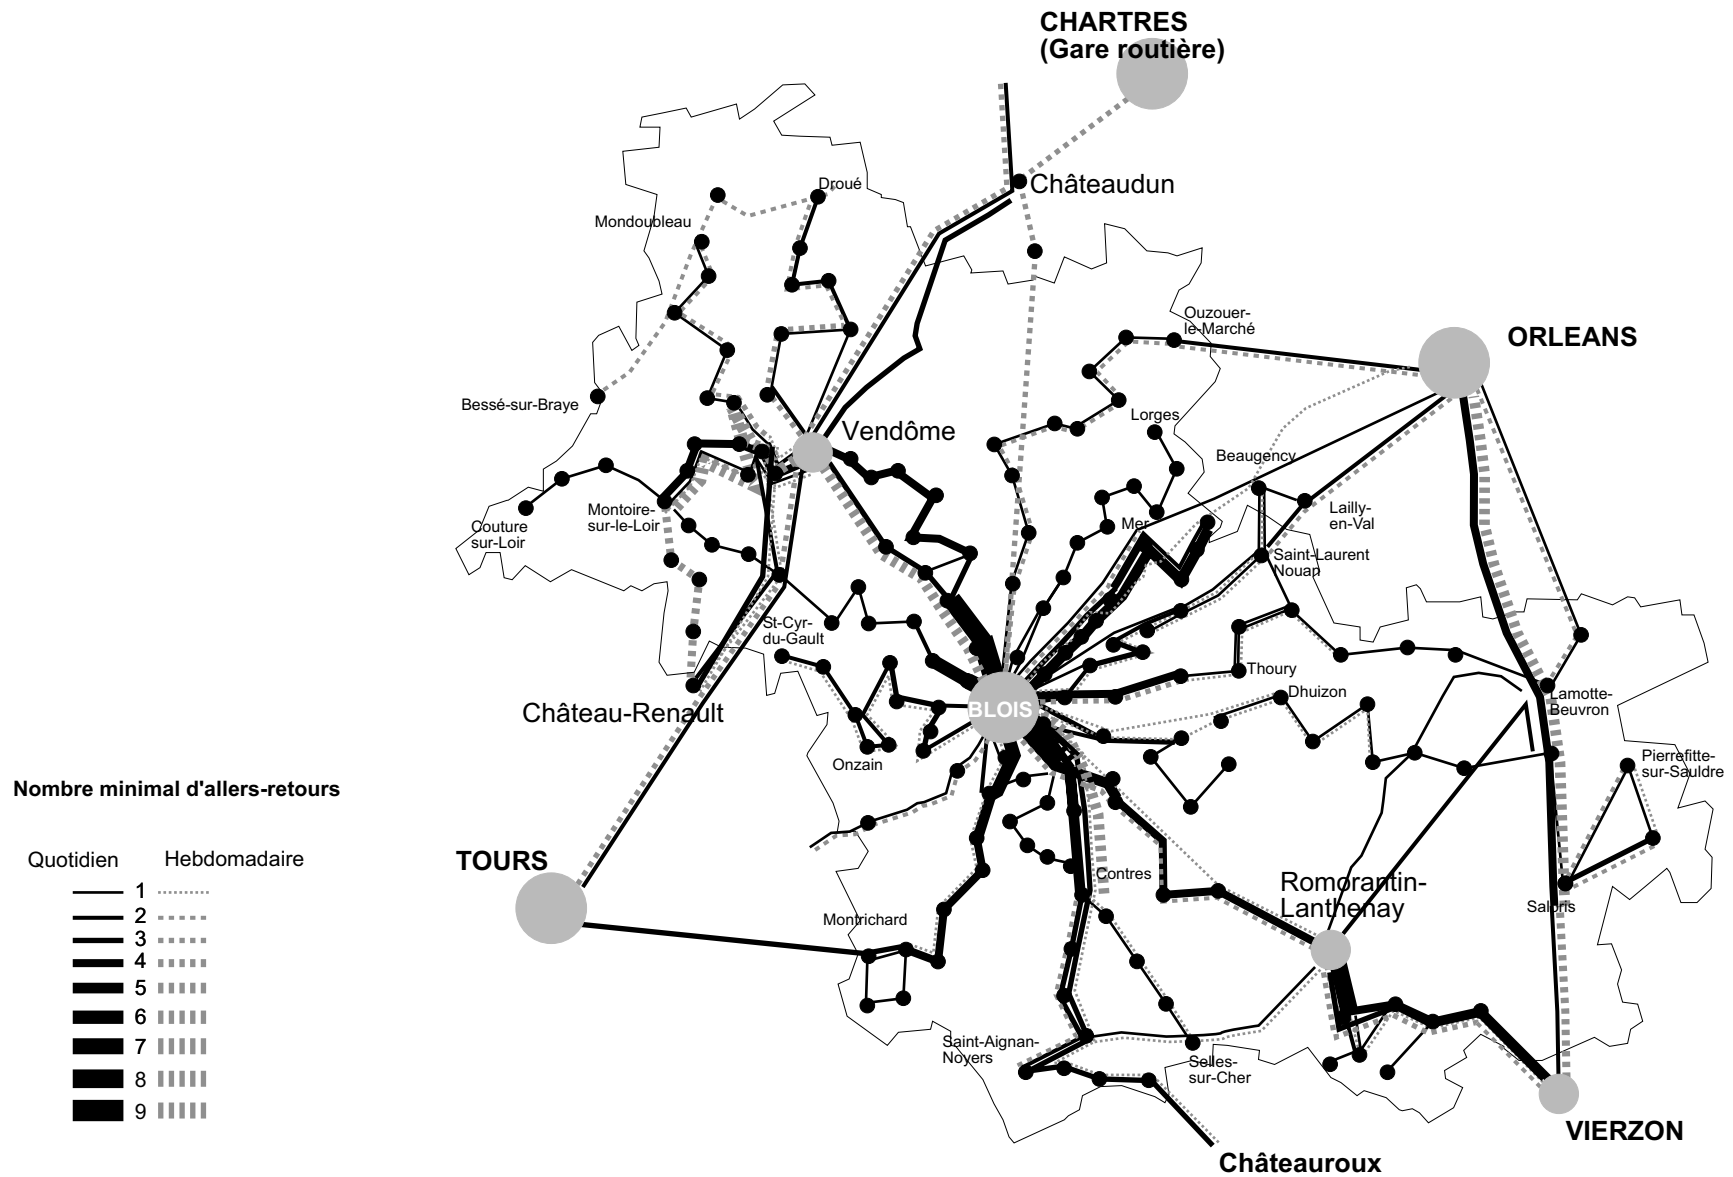 CHARTRES
(Gare routière)
Châteaudun
Droué
Mondoubleau
Ouzouer-
le-Marché
ORLEANS
Bessé-sur-Braye
Lorges
Vendôme
Beaugency
Montoire-
sur-le-Loir
Couture
sur-Loir
Mer
Lailly-
en-Val
Saint-Laurent
Nouan
St-Cyr-
du-Gault
Thoury
Dhuizon
Lamotte-
Beuvron
BLOIS
Château-Renault
Onzain
Pierrefitte-
sur-Sauldre
Nombre minimal d'allers-retours
Quotidien Hebdomadaire
1
2
3
4
5
6
7
8
9
TOURS
Contres
Romorantin-
Lanthenay
Salbris
Montrichard
Saint-Aignan-
Noyers
Selles-
sur-Cher
VIERZON
Châteauroux